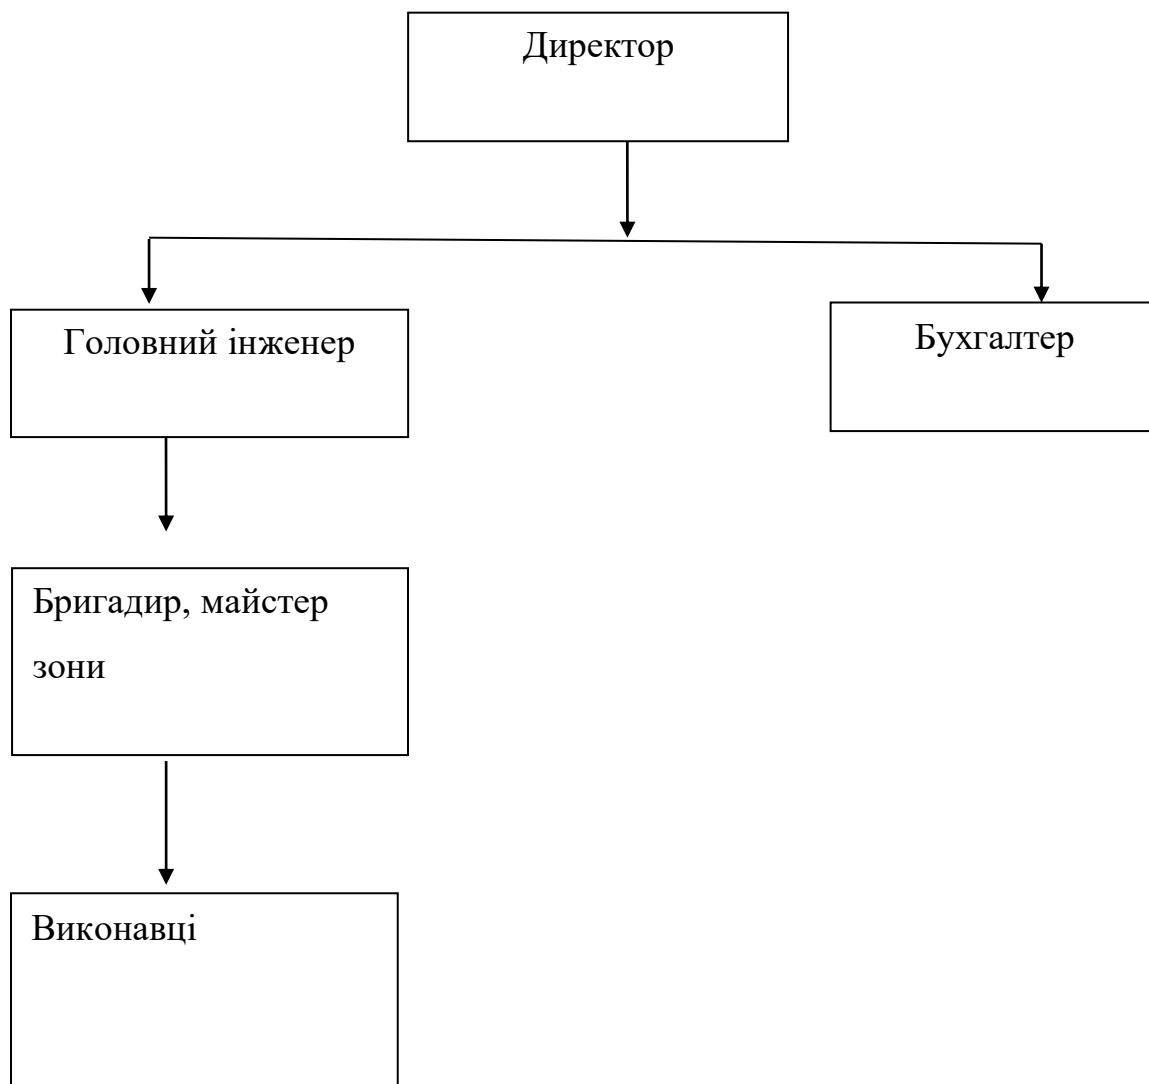 Директор
Головний інженер
Бухгалтер
Бригадир, майстер
зони
Виконавці